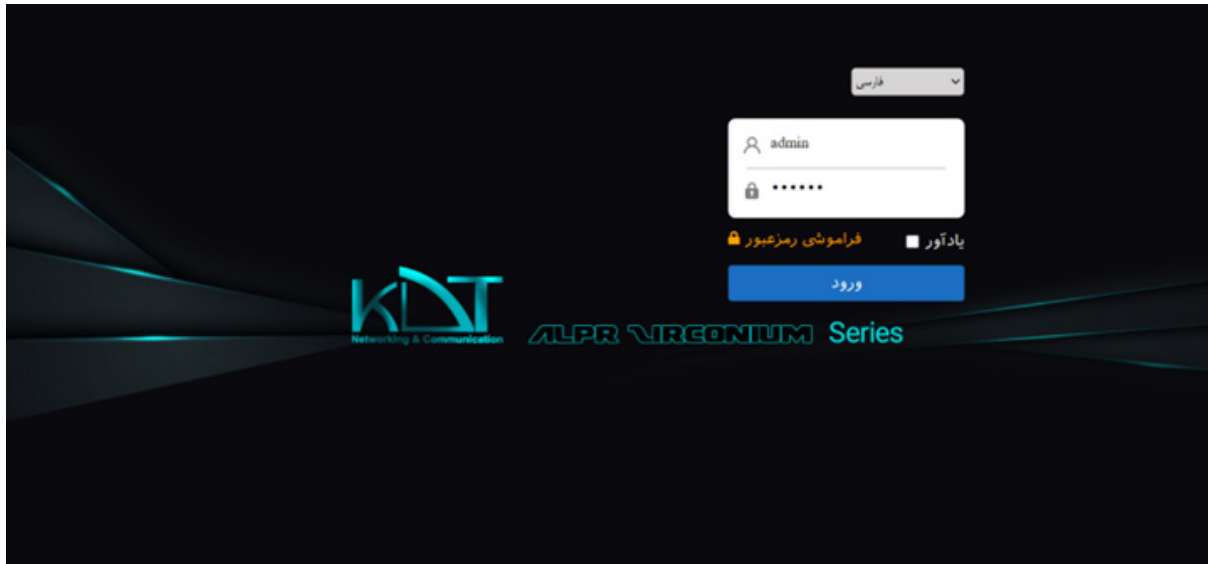 فارسی
admin
••••••
یادآور فراموشی رمزعبور
ورود
KDT
Networking & Communication
ALPR ZIRCONIUM Series